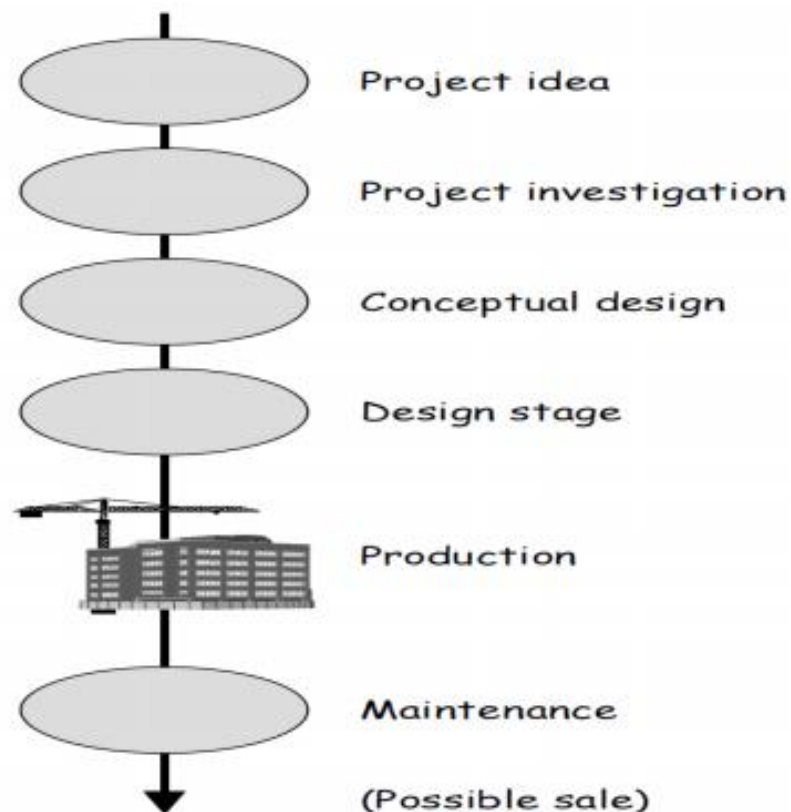 Project idea
Project investigation
Conceptual design
Design stage
Production
Maintenance
(Possible sale)